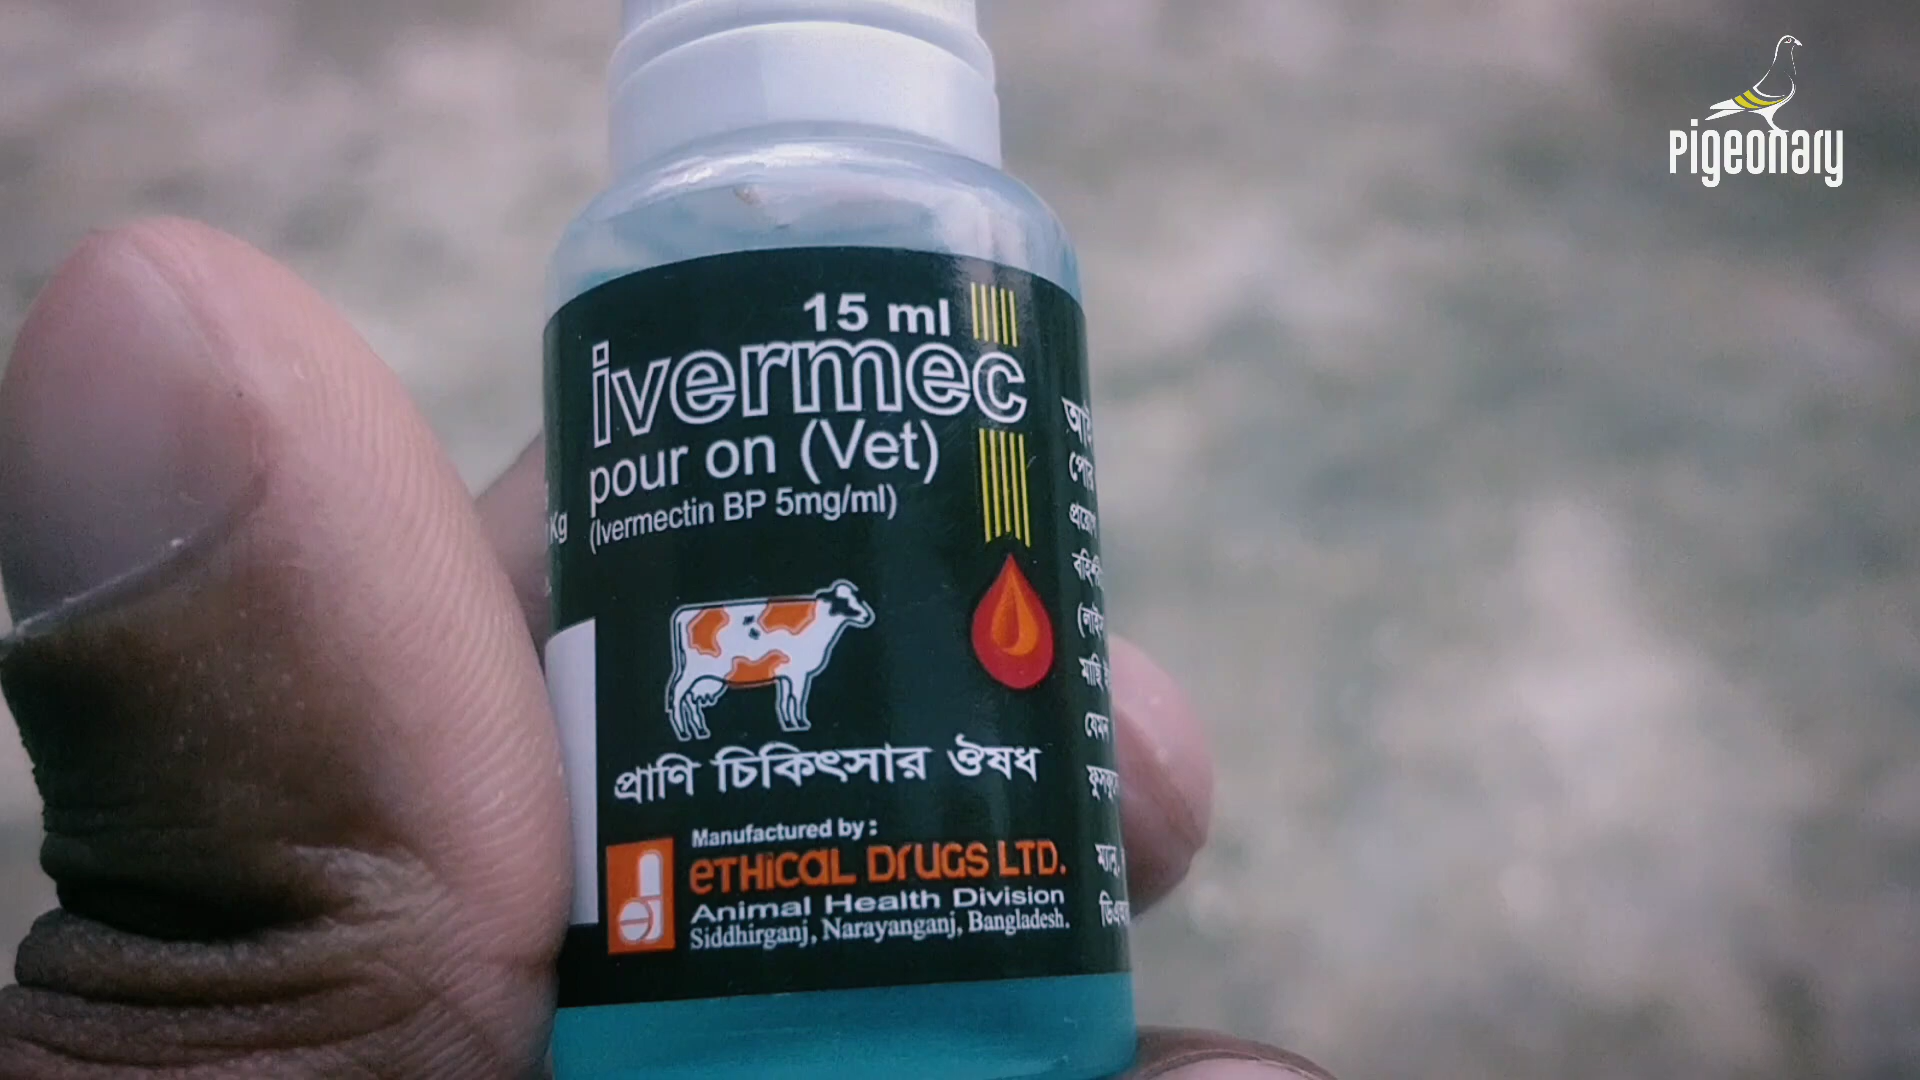 Pigeonary
15 ml
ivermec
pour on (Vet)
(Ivermectin BP 5mg/ml)
Kg
প্রাণি চিকিৎসার ঔষধ
Manufactured by :
eTHICAL DrUGS LTD.
Animal Health Division
Siddhirganj, Narayanganj, Bangladesh.